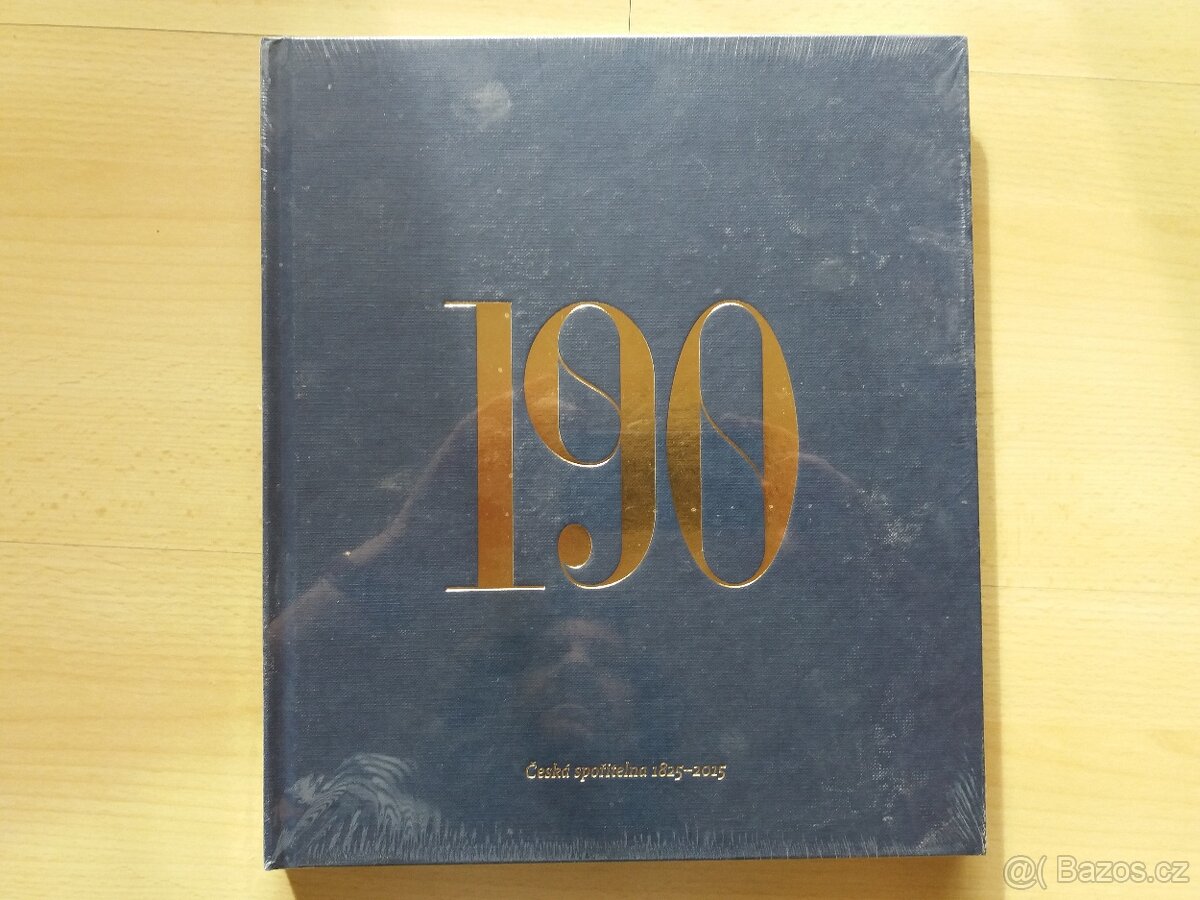 190
Česká spořitelna 1825–2015
@( Bazos.cz